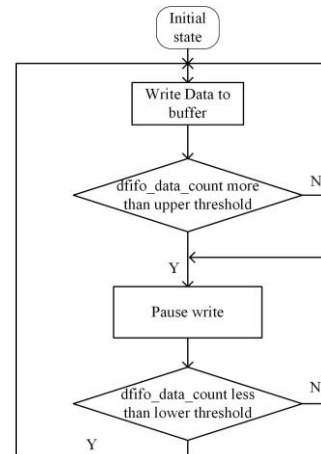 Initial
state
Write Data to
buffer
dfifo_data_count more
than upper threshold
N
Y
Pause write
dfifo_data_count less
than lower threshold
N
Y